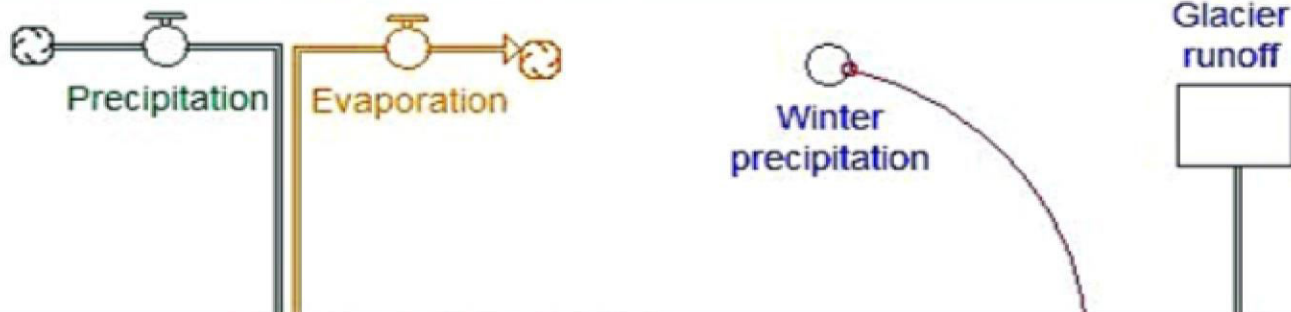 Precipitation
Evaporation
Winter
precipitation
Glacier
runoff